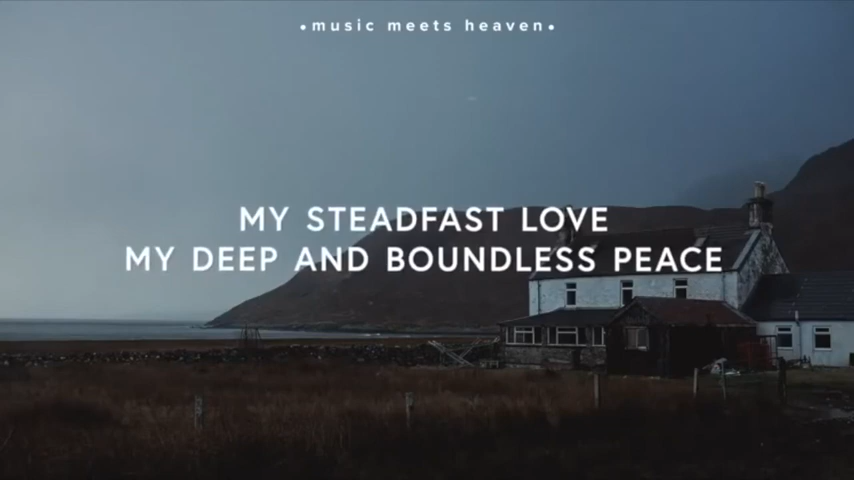 •music meets heaven•
MY STEADFAST LOVE
MY DEEP AND BOUNDLESS PEACE